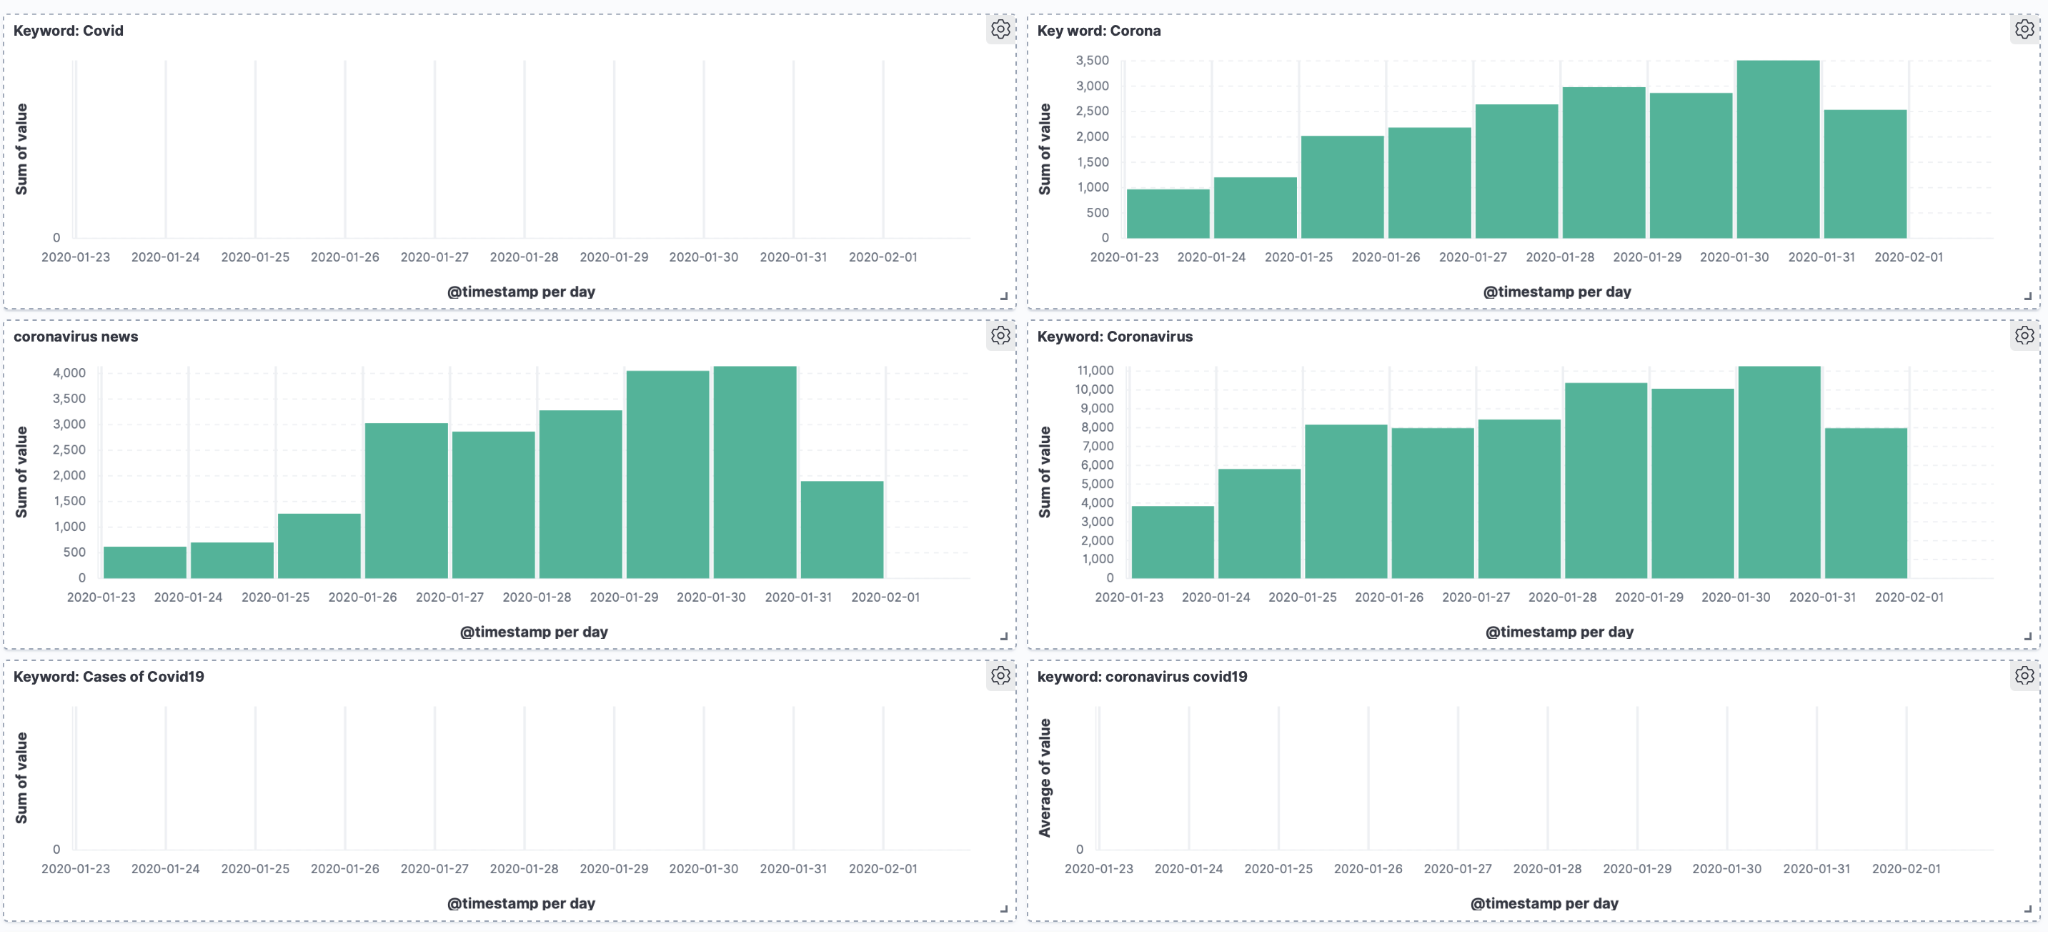 Keyword: Covid
Sum of value
0
2020-01-23 2020-01-24 2020-01-25 2020-01-26 2020-01-27 2020-01-28 2020-01-29 2020-01-30 2020-01-31 2020-02-01
@timestamp per day
Key word: Corona
Sum of value
3,500
3,000
2,500
2,000
1,500
1,000
500
0
2020-01-23 2020-01-24 2020-01-25 2020-01-26 2020-01-27 2020-01-28 2020-01-29 2020-01-30 2020-01-31 2020-02-01
@timestamp per day
coronavirus news
Sum of value
4,000
3,500
3,000
2,500
2,000
1,500
1,000
500
0
2020-01-23 2020-01-24 2020-01-25 2020-01-26 2020-01-27 2020-01-28 2020-01-29 2020-01-30 2020-01-31 2020-02-01
@timestamp per day
Keyword: Coronavirus
Sum of value
11,000
10,000
9,000
8,000
7,000
6,000
5,000
4,000
3,000
2,000
1,000
0
2020-01-23 2020-01-24 2020-01-25 2020-01-26 2020-01-27 2020-01-28 2020-01-29 2020-01-30 2020-01-31 2020-02-01
@timestamp per day
Keyword: Cases of Covid19
Sum of value
0
2020-01-23 2020-01-24 2020-01-25 2020-01-26 2020-01-27 2020-01-28 2020-01-29 2020-01-30 2020-01-31 2020-02-01
@timestamp per day
keyword: coronavirus covid19
Average of value
0
2020-01-23 2020-01-24 2020-01-25 2020-01-26 2020-01-27 2020-01-28 2020-01-29 2020-01-30 2020-01-31 2020-02-01
@timestamp per day